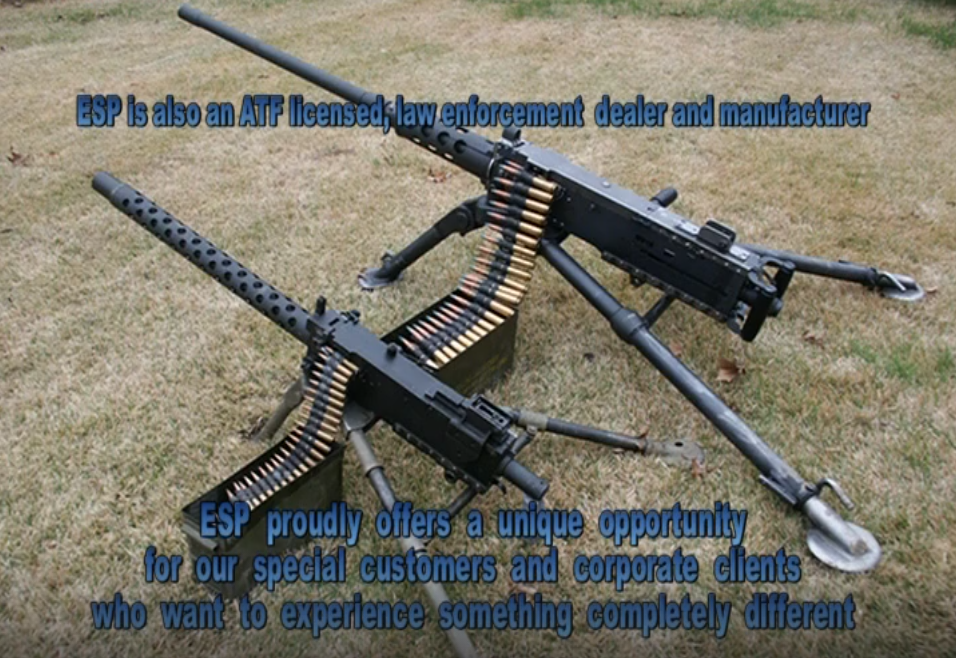 ESP is also an ATF licensed, law enforcement dealer and manufacturer
ESP proudly offers a unique opportunity
for our special customers and corporate clients
who want to experience something completely different